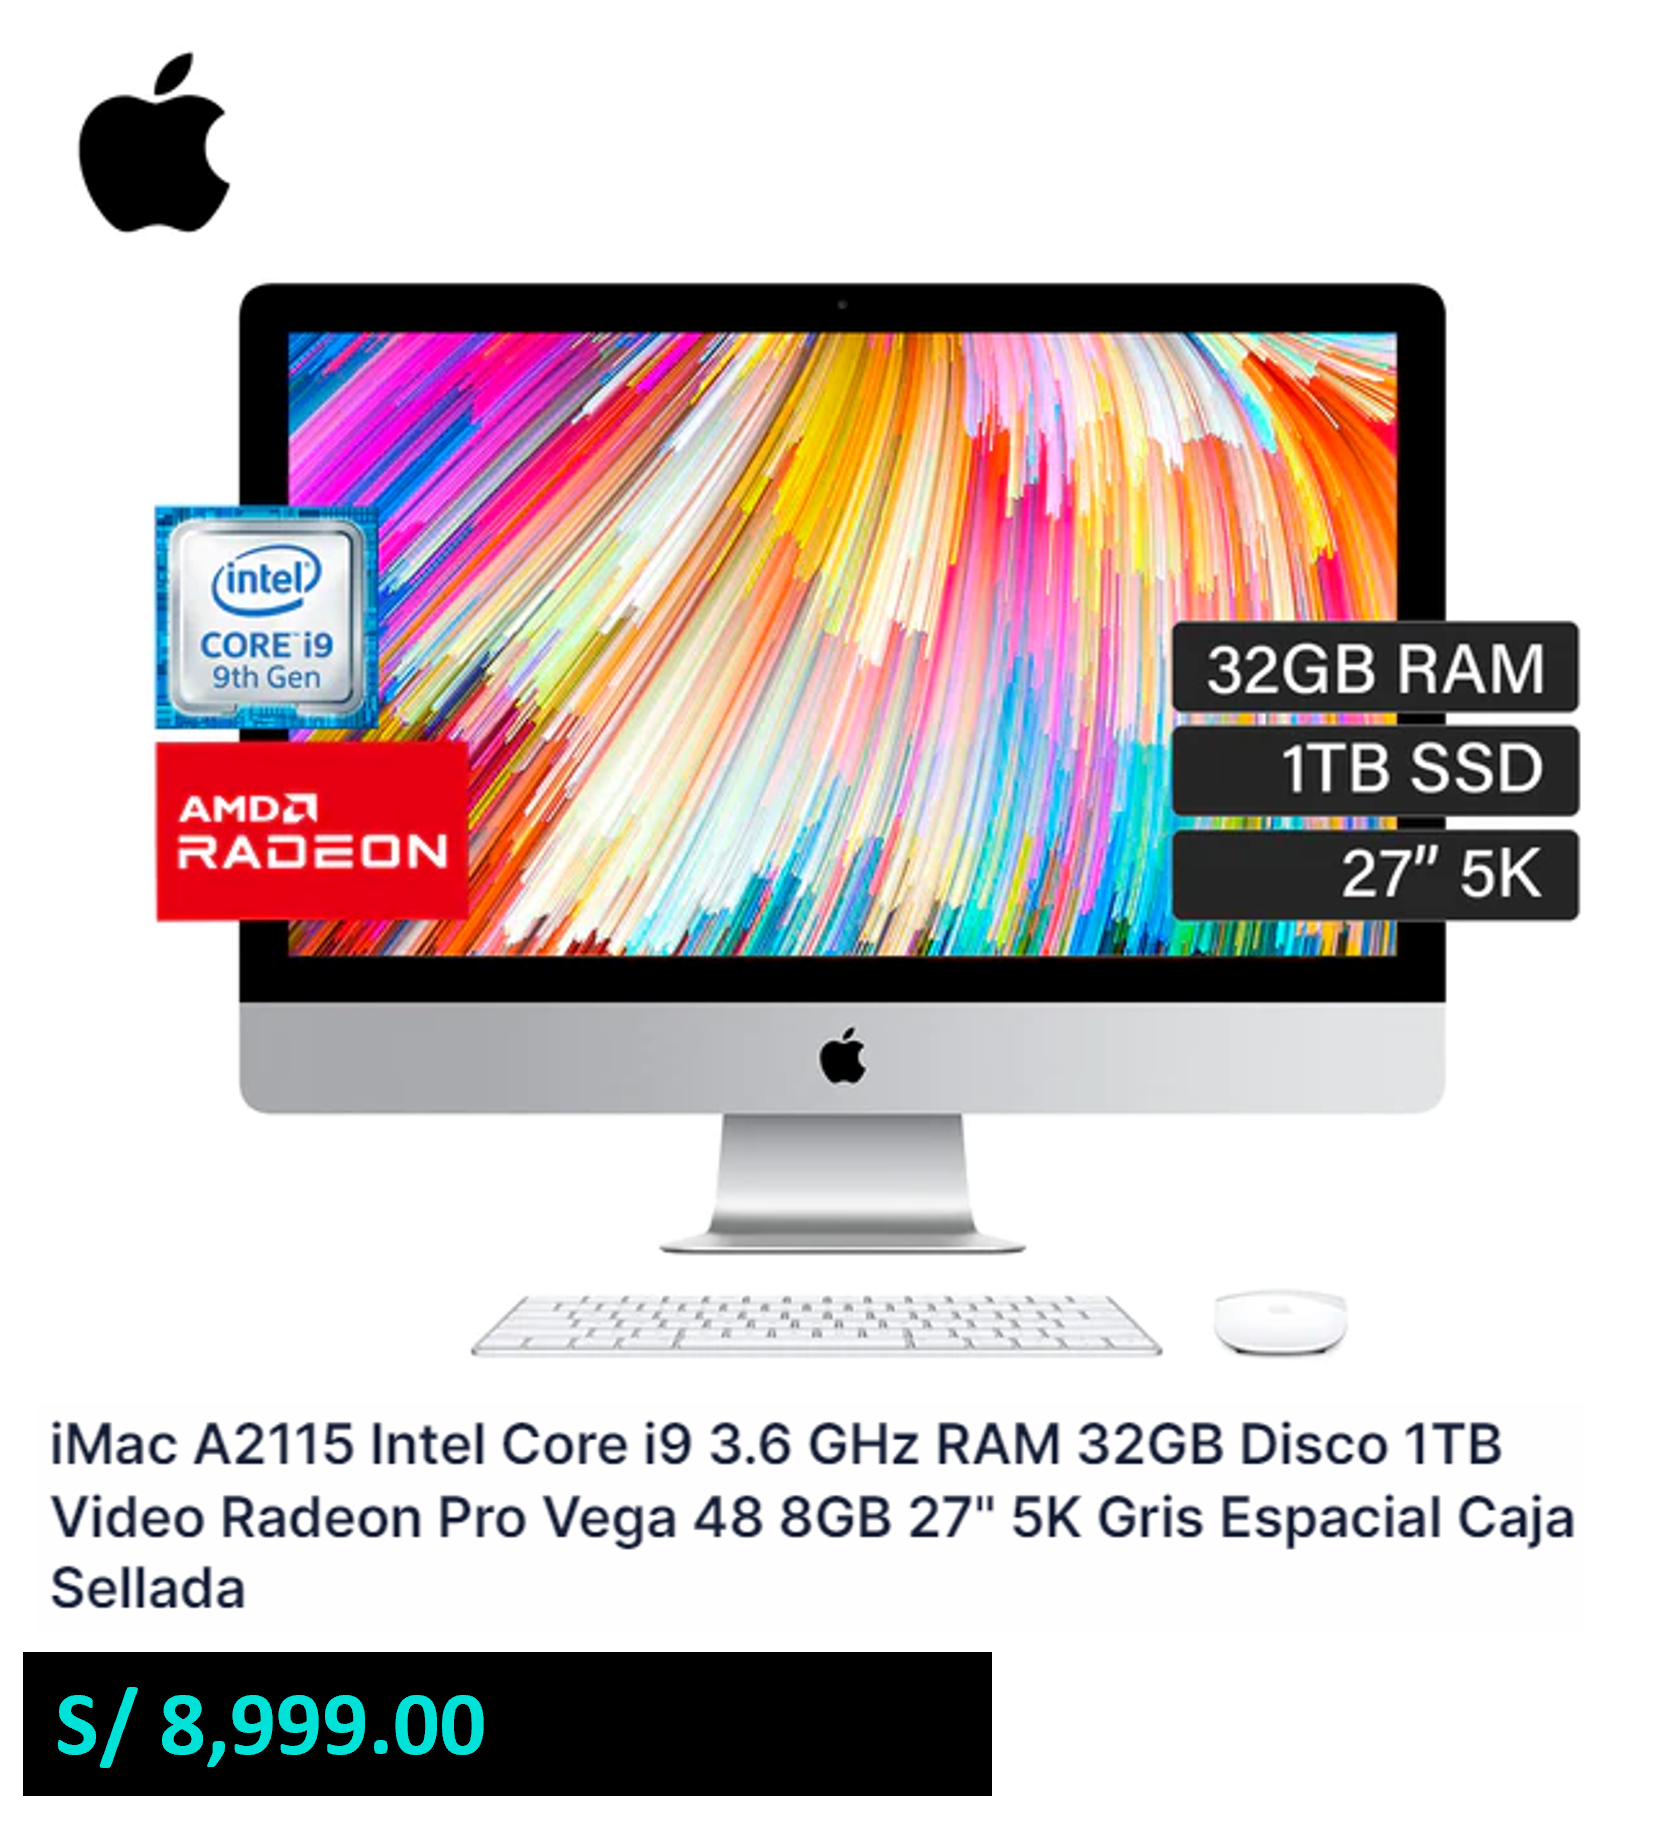 intel
CORE i9
9th Gen
AMD
RADEON
32GB RAM
1TB SSD
27" 5K
iMac A2115 Intel Core i9 3.6 GHz RAM 32GB Disco 1TB
Video Radeon Pro Vega 48 8GB 27" 5K Gris Espacial Caja
Sellada
S/ 8,999.00